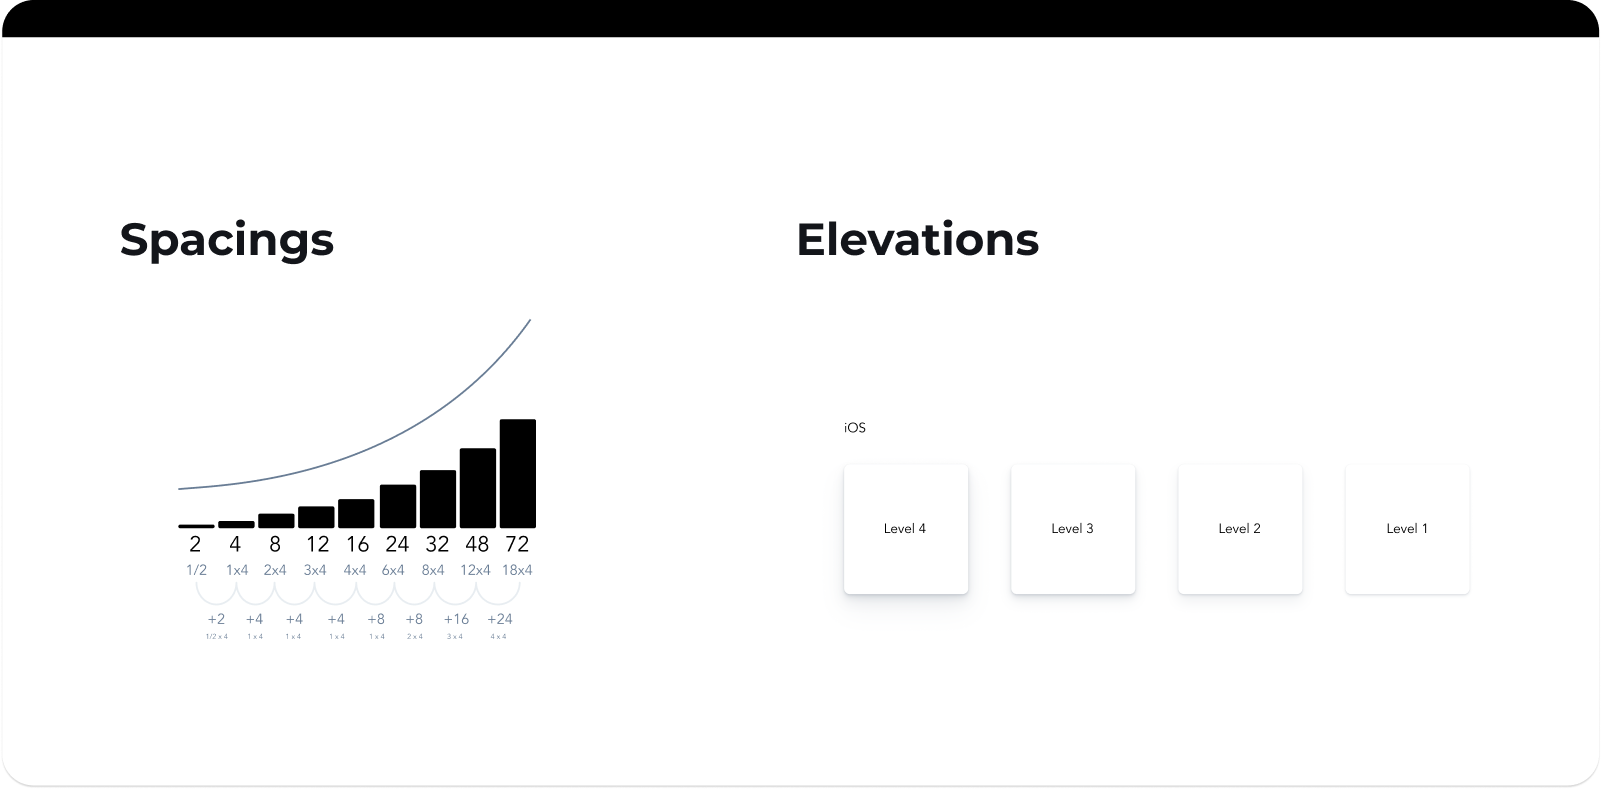 Spacings
2 4 8 12 16 24 32 48 72
1/2 1x4 2x4 3x4 4x4 6x4 8x4 12x4 18x4
+2 +4 +4 +4 +8 +8 +16 +24
1/2 x 4 1 x 4 1 x 4 1 x 4 1 x 4 2 x 4 3 x 4 4 x 4
Elevations
iOS
Level 4 Level 3 Level 2 Level 1